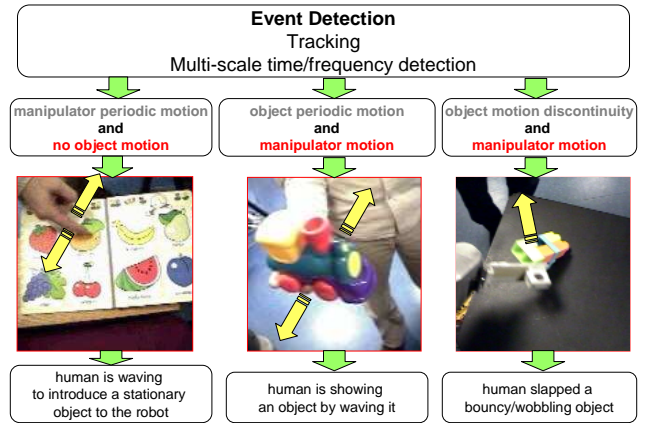 Event Detection
Tracking
Multi-scale time/frequency detection
manipulator periodic motion
and
no object motion
object periodic motion
and
manipulator motion
object motion discontinuity
and
manipulator motion
human is waving
to introduce a stationary
object to the robot
human is showing
an object by waving it
human slapped a
bouncy/wobbling object